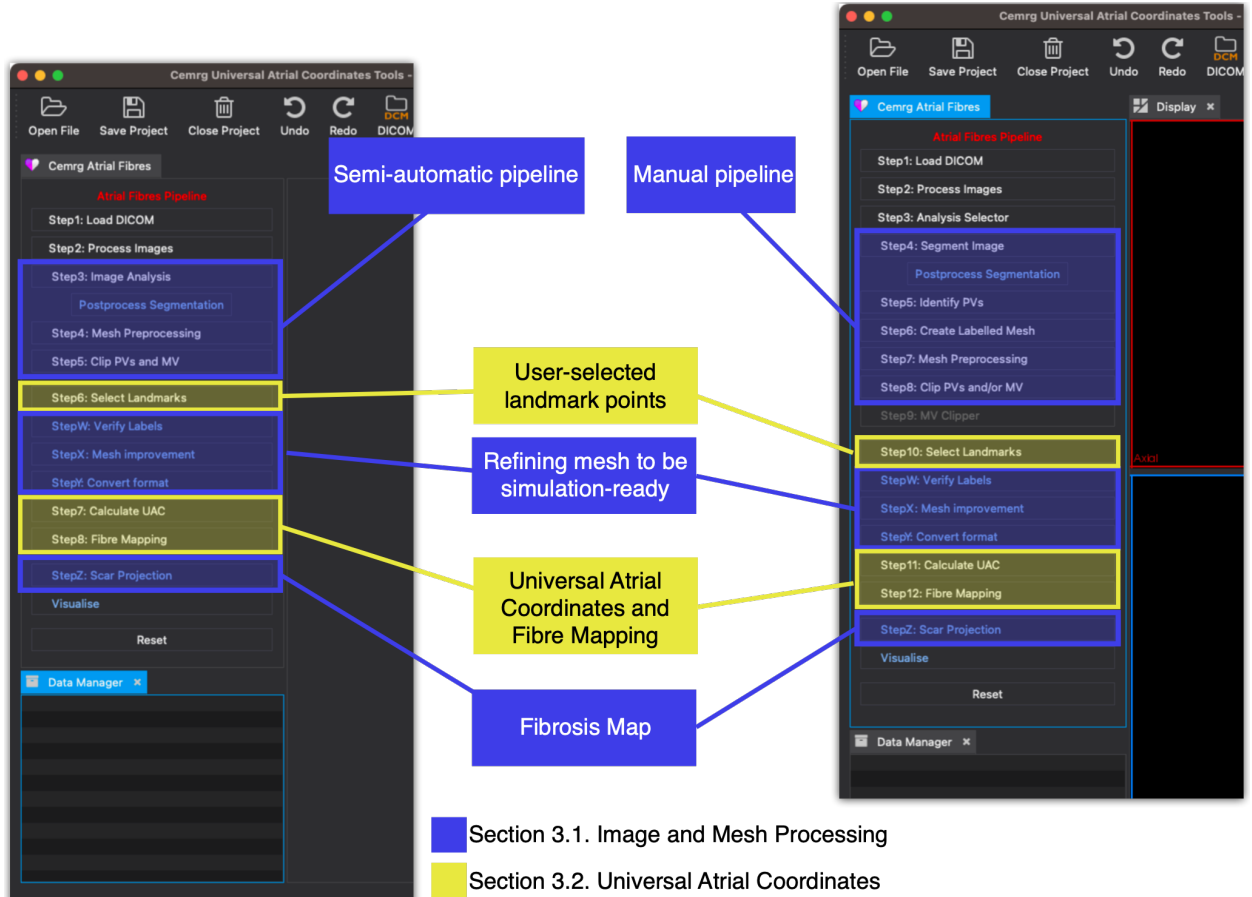 Cemrg Universal Atrial Coordinates Tools -
Open File
Save Project
Close Project
Undo
Redo
DCM
DICOM
Cemrg Atrial Fibres
Atrial Fibres Pipeline
Step1: Load DICOM
Step2: Process Images
Step3: Image Analysis
Postprocess Segmentation
Step4: Mesh Preprocessing
Step5: Clip PVs and MV
Step6: Select Landmarks
StepW: Verify Labels
StepX: Mesh improvement
StepY: Convert format
Step7: Calculate UAC
Step8: Fibre Mapping
StepZ: Scar Projection
Visualise
Reset
Data Manager
Semi-automatic pipeline
Manual pipeline
User-selected
landmark points
Refining mesh to be
simulation-ready
Universal Atrial
Coordinates and
Fibre Mapping
Fibrosis Map
Cemrg Universal Atrial Coordinates Tools -
Open File
Save Project
Close Project
Undo
Redo
DCM
DICOM
Cemrg Atrial Fibres
Display
Atrial Fibres Pipeline
Step1: Load DICOM
Step2: Process Images
Step3: Analysis Selector
Step4: Segment Image
Postprocess Segmentation
Step5: Identify PVs
Step6: Create Labelled Mesh
Step7: Mesh Preprocessing
Step8: Clip PVs and/or MV
Step9: MV Clipper
Step10: Select Landmarks
Axial
StepW: Verify Labels
StepX: Mesh improvement
StepY: Convert format
Step11: Calculate UAC
Step12: Fibre Mapping
StepZ: Scar Projection
Visualise
Reset
Data Manager
Section 3.1. Image and Mesh Processing
Section 3.2. Universal Atrial Coordinates